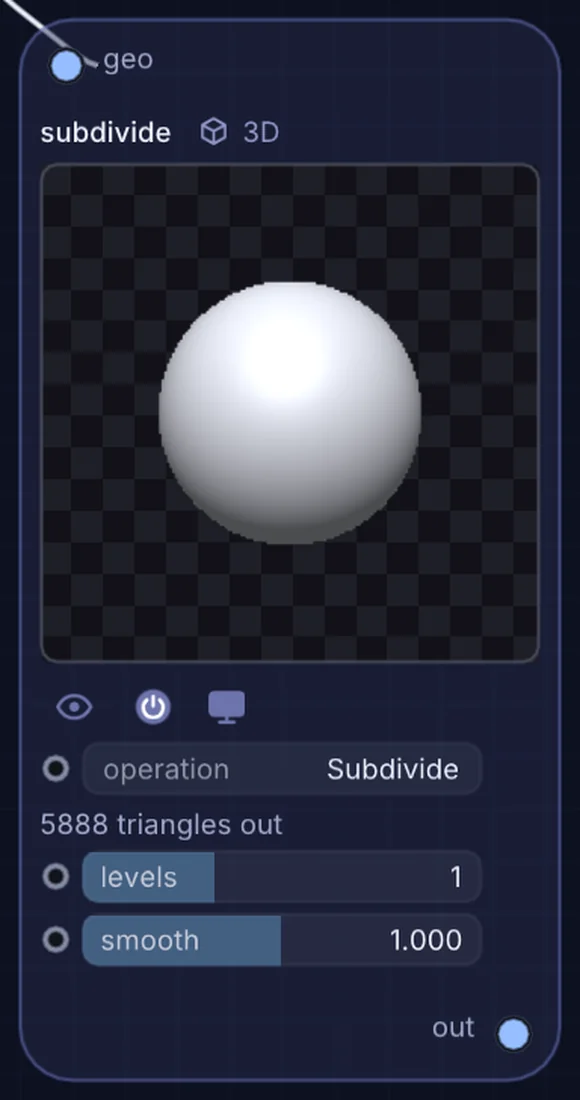 geo
subdivide 3D
operation Subdivide
5888 triangles out
levels 1
smooth 1.000
out